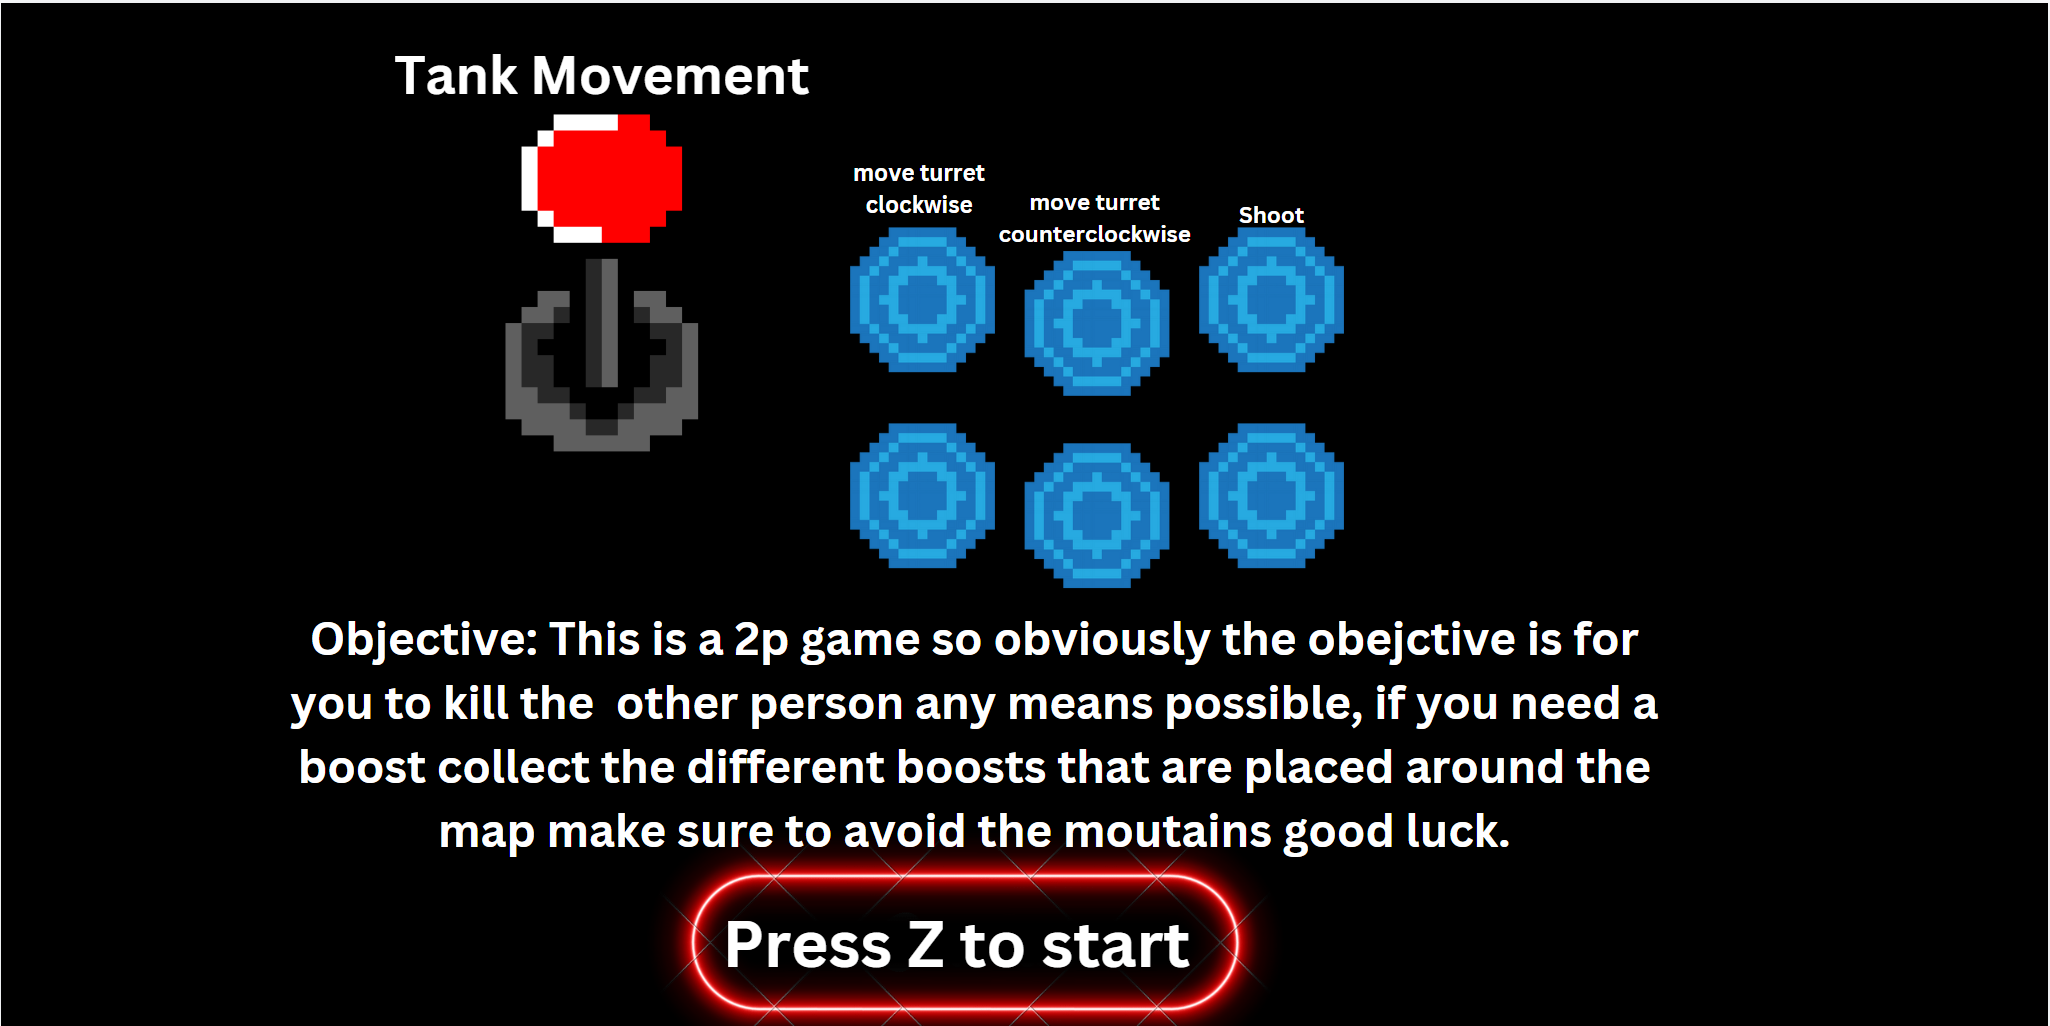 Tank Movement
move turret
clockwise
move turret
counterclockwise
Shoot
Objective: This is a 2p game so obviously the obejctive is for
you to kill the  other person any means possible, if you need a
boost collect the different boosts that are placed around the
map make sure to avoid the moutains good luck.
Press Z to start